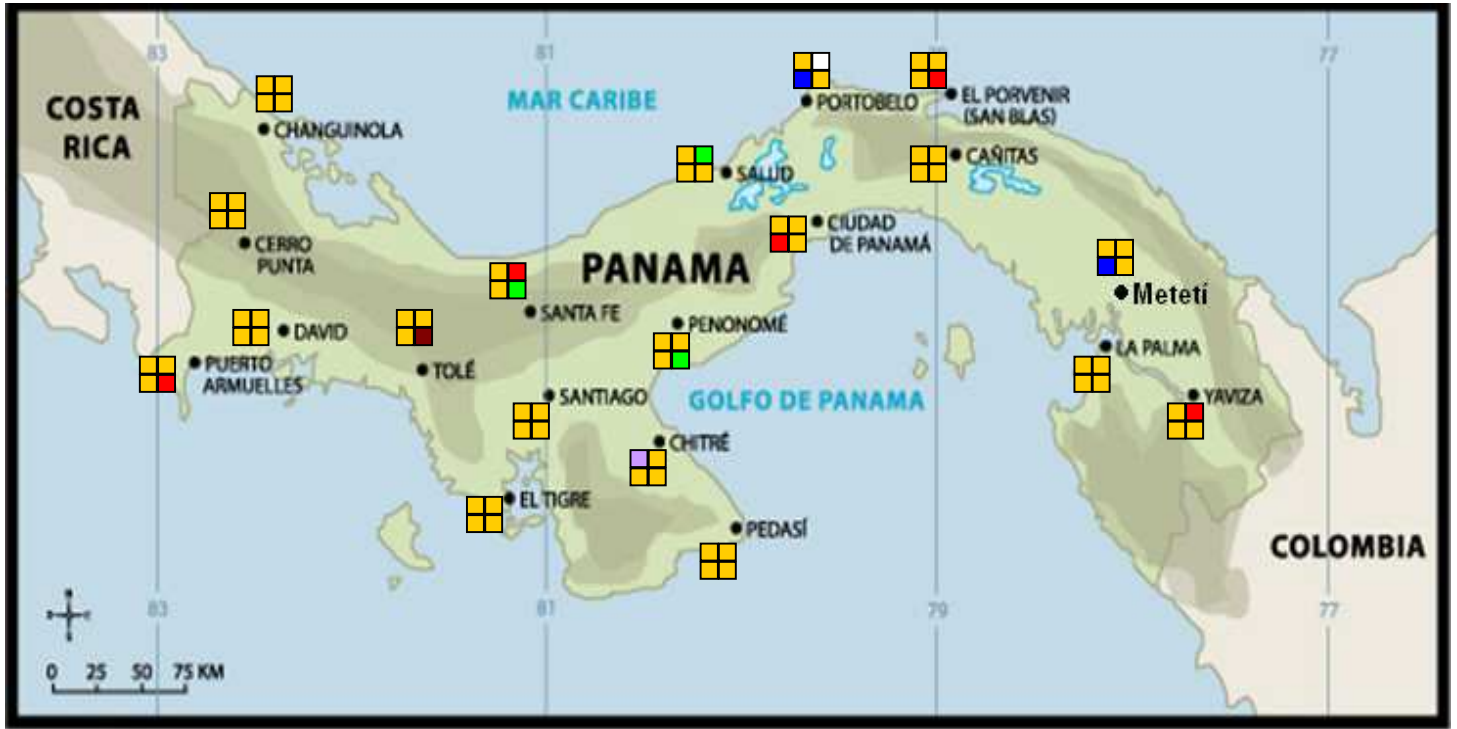 83
81
79
77
COSTA
RICA
MAR CARIBE
CHANGUINOLA
PORTOBELO
EL PORVENIR
(SAN BLAS)
SALUD
CAÑITAS
CERRO
PUNTA
CIUDAD
DE PANAMÁ
PANAMA
Metetí
SANTA FE
PENONOMÉ
DAVID
LA PALMA
PUERTO
ARMUELLES
TOLÉ
SANTIAGO
GOLFO DE PANAMA
YAVIZA
CHITRÉ
EL TIGRE
PEDASÍ
COLOMBIA
83
81
79
77
0 25 50 75 KM